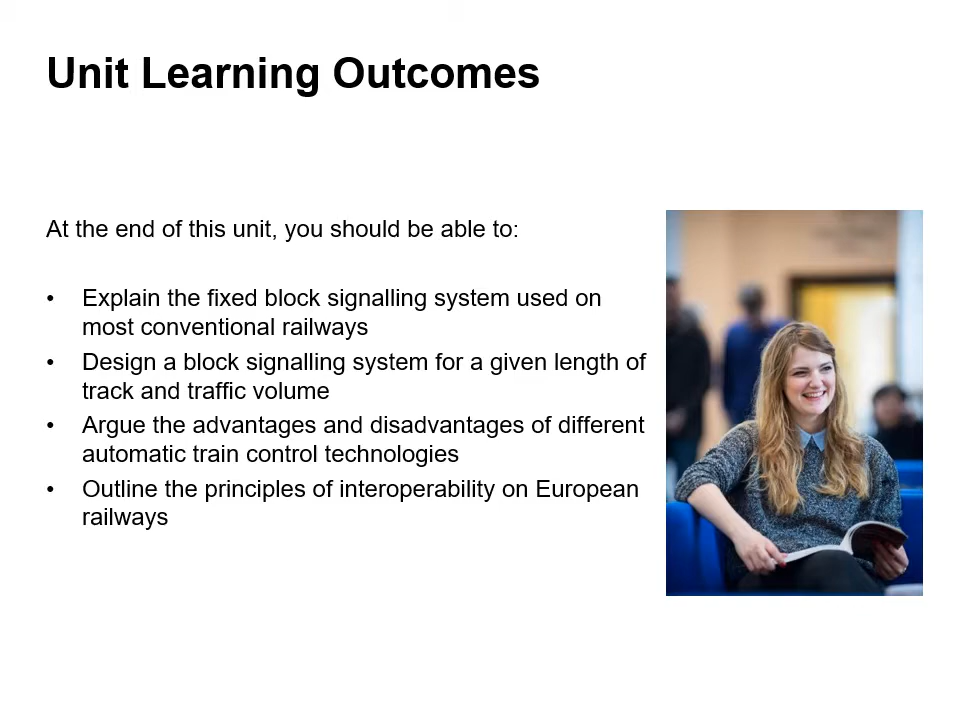 Unit Learning Outcomes
At the end of this unit, you should be able to:
• Explain the fixed block signalling system used on
most conventional railways
• Design a block signalling system for a given length of
track and traffic volume
• Argue the advantages and disadvantages of different
automatic train control technologies
• Outline the principles of interoperability on European
railways